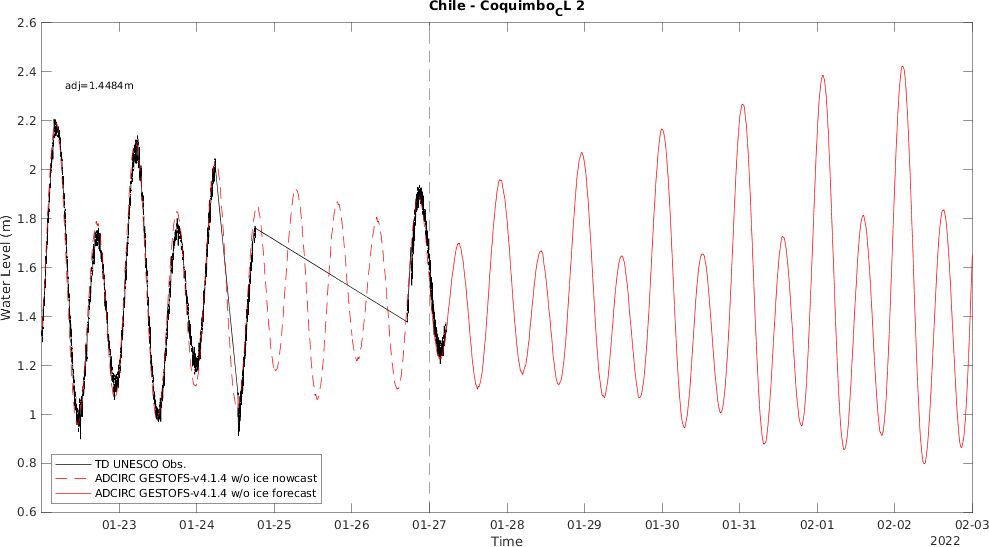 Chile - Coquimbo_CL 2
2.6
2.4
2.2
2
1.8
1.6
1.4
1.2
1
0.8
0.6
Water Level (m)
adj=1.4484m
TD UNESCO Obs.
ADCIRC GESTOFS-v4.1.4 w/o ice nowcast
ADCIRC GESTOFS-v4.1.4 w/o ice forecast
01-23 01-24 01-25 01-26 01-27 01-28 01-29 01-30 01-31 02-01 02-02 02-03
Time
2022